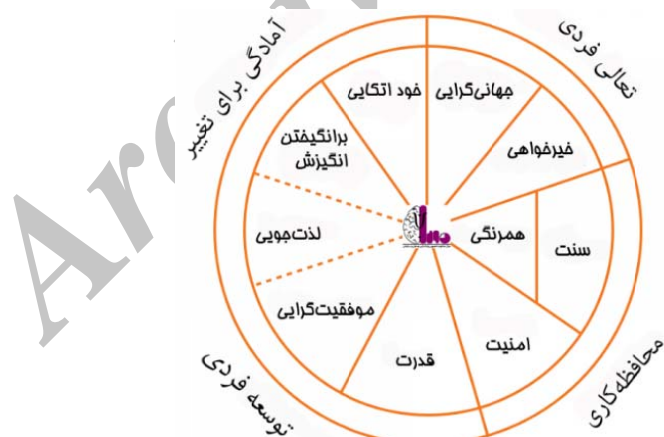 آمادگی برای تغییر
تعالی فردی
خود اتکایی
جهانی‌گرایی
برانگیختن
انگیزش
خیرخواهی
لذت‌جویی
همرنگی
سنت
موفقیت‌گرایی
قدرت
امنیت
توسعه فردی
محافظه‌کاری